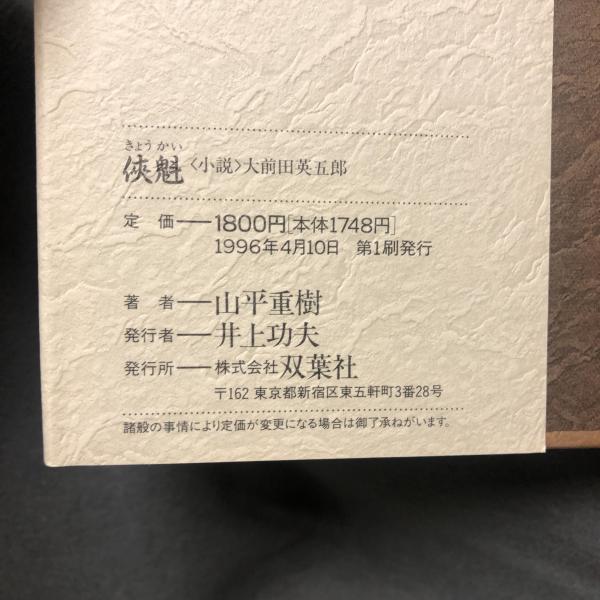 きょうかい
俠魁〈小説〉大前田英五郎
定　価──1800円[本体1748円]
1996年4月10日　第1刷発行
著　者──山平重樹
発行者──井上功夫
発行所──株式会社 双葉社
〒162 東京都新宿区東五軒町3番28号
諸般の事情により定価が変更になる場合は御了承ねがいます。